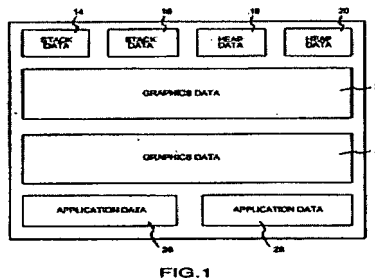 14 16 18 20
STACK DATA STACK DATA HEAP DATA HEAP DATA
GRAPHICS DATA
GRAPHICS DATA
APPLICATION DATA APPLICATION DATA
26 28
FIG.1